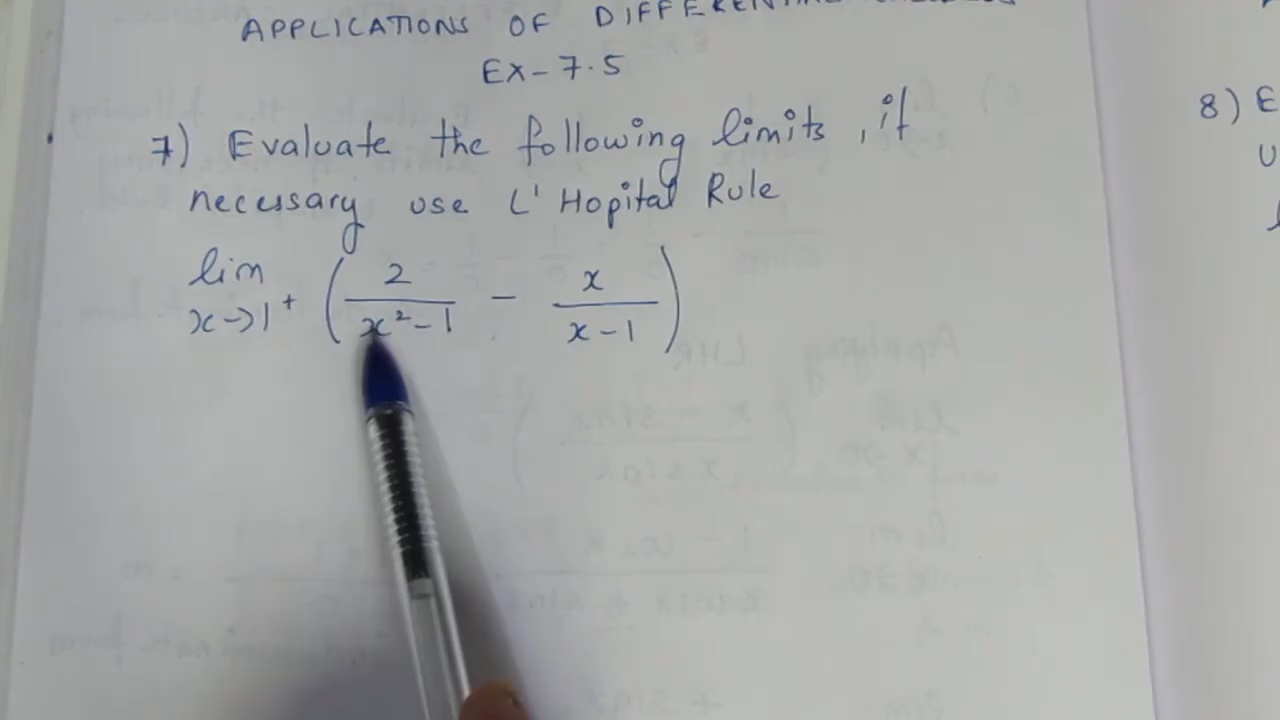 APPLICATIONS OF DIFFERENTIAL
EX-7.5
7) Evaluate the following limits, if
necessary use L' Hopital Rule
lim x→1⁺ ( 2/(x²-1) - x/(x-1) )
8) E